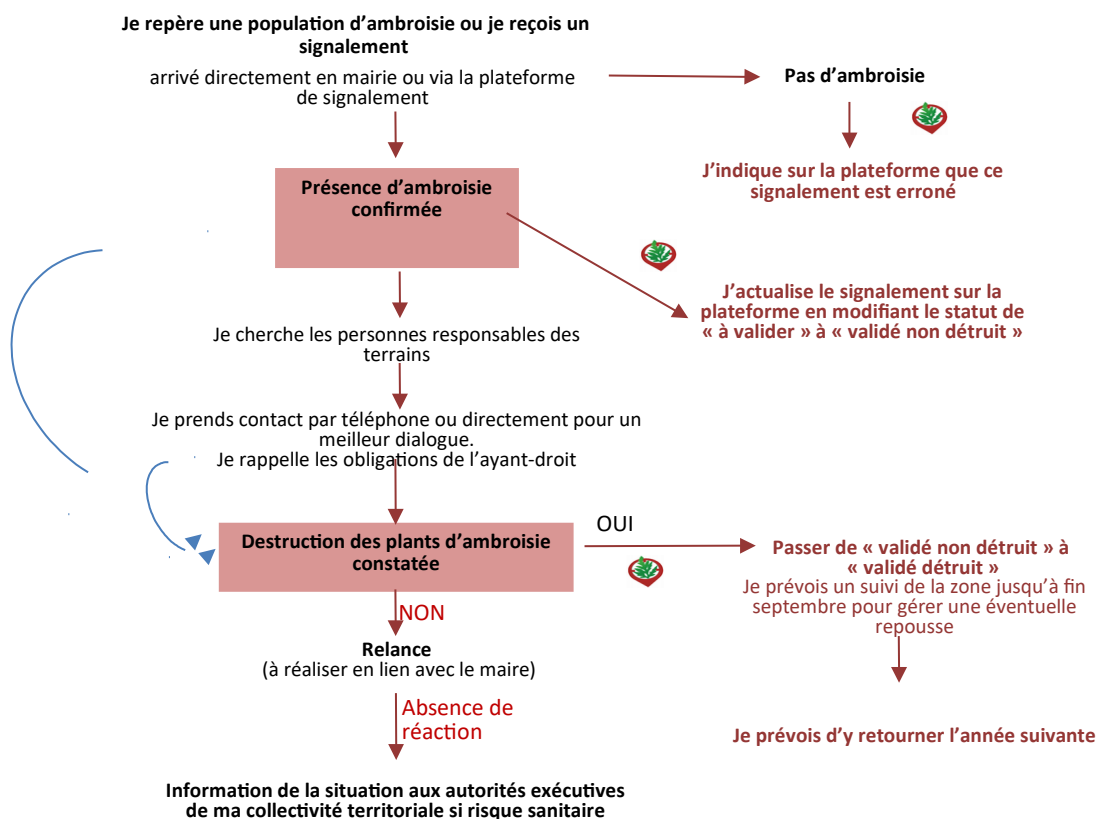 Je repère une population d’ambroisie ou je reçois un
signalement
arrivé directement en mairie ou via la plateforme
de signalement
Pas d’ambroisie
J’indique sur la plateforme que ce
signalement est erroné
Présence d’ambroisie
confirmée
J’actualise le signalement sur la
plateforme en modifiant le statut de
« à valider » à « validé non détruit »
Je cherche les personnes responsables des
terrains
Je prends contact par téléphone ou directement pour un
meilleur dialogue.
Je rappelle les obligations de l’ayant-droit
Destruction des plants d’ambroisie
constatée
OUI
Passer de « validé non détruit » à
« validé détruit »
Je prévois un suivi de la zone jusqu’à fin
septembre pour gérer une éventuelle
repousse
NON
Relance
(à réaliser en lien avec le maire)
Absence de
réaction
Je prévois d’y retourner l’année suivante
Information de la situation aux autorités exécutives
de ma collectivité territoriale si risque sanitaire